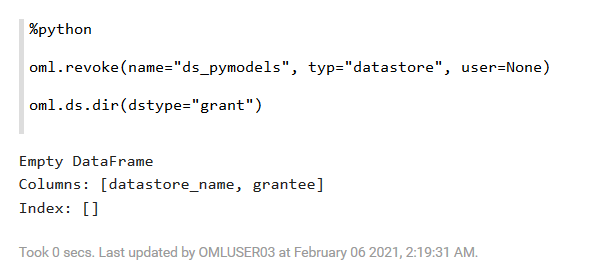 %python
oml.revoke(name="ds_pymodels", typ="datastore", user=None)
oml.ds.dir(dstype="grant")
Empty DataFrame
Columns: [datastore_name, grantee]
Index: []
Took 0 secs. Last updated by OMLUSER03 at February 06 2021, 2:19:31 AM.